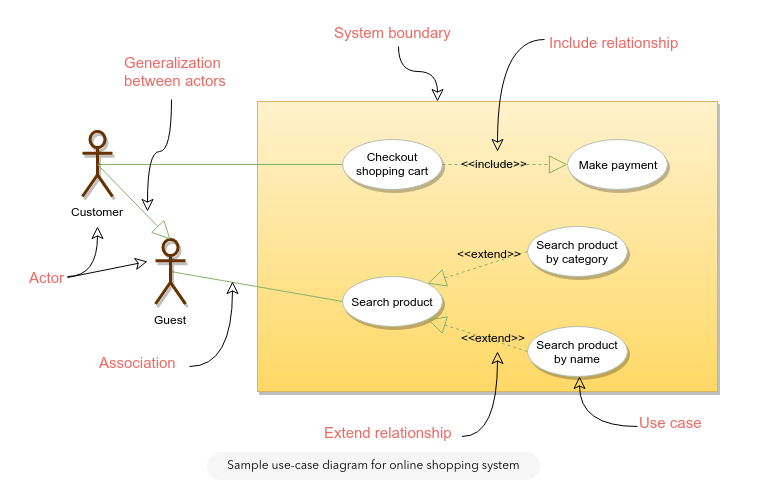 System boundary
Include relationship
Generalization
between actors
Checkout
shopping cart
<<include>>
Make payment
Customer
Search product
by category
<<extend>>
Actor
Search product
Guest
<<extend>>
Search product
by name
Association
Extend relationship
Use case
Sample use-case diagram for online shopping system